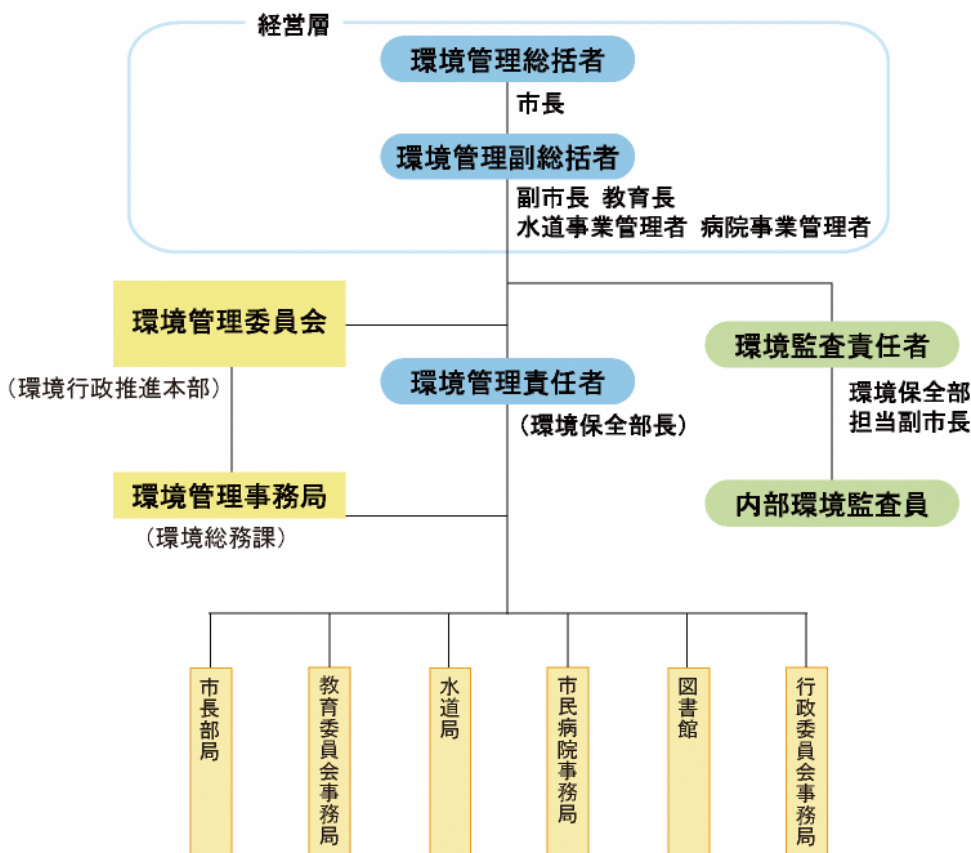 経営層
環境管理総括者
市長
環境管理副総括者
副市長 教育長
水道事業管理者 病院事業管理者
環境管理委員会
(環境行政推進本部)
環境管理責任者
(環境保全部長)
環境監査責任者
環境保全部
担当副市長
環境管理事務局
(環境総務課)
内部環境監査員
市長部局
教育委員会事務局
水道局
市民病院事務局
図書館
行政委員会事務局